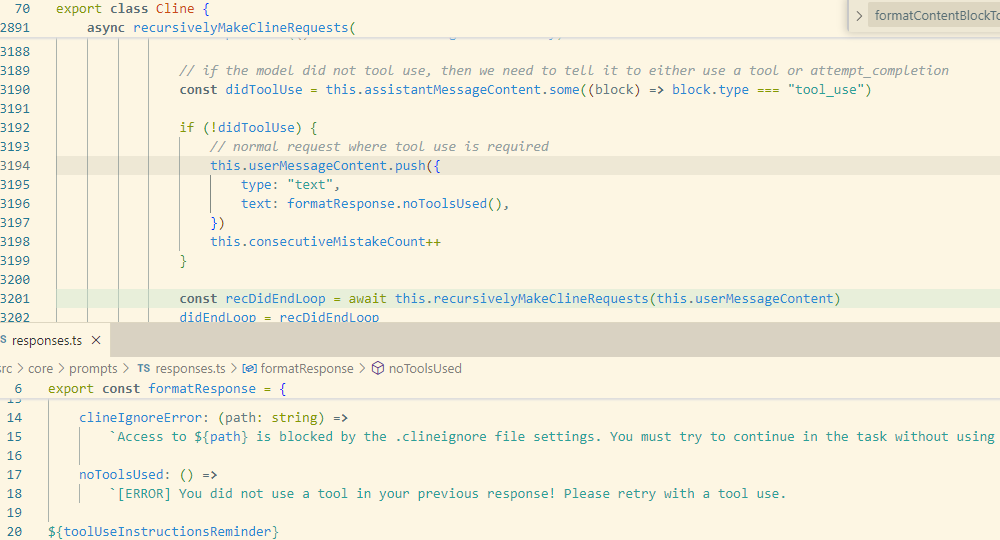 70 export class Cline {
formatContentBlockTo
2891 async recursivelyMakeClineRequests(
3188
3189 // if the model did not tool use, then we need to tell it to either use a tool or attempt_completion
3190 const didToolUse = this.assistantMessageContent.some((block) => block.type === "tool_use")
3191
3192 if (!didToolUse) {
3193 // normal request where tool use is required
3194 this.userMessageContent.push({
3195 type: "text",
3196 text: formatResponse.noToolsUsed(),
3197 })
3198 this.consecutiveMistakeCount++
3199 }
3200
3201 const recDidEndLoop = await this.recursivelyMakeClineRequests(this.userMessageContent)
3202 didEndLoop = recDidEndLoop
S responses.ts ×
src > core > prompts > TS responses.ts > formatResponse > noToolsUsed
6 export const formatResponse = {
14 clineIgnoreError: (path: string) =>
15 `Access to ${path} is blocked by the .clineignore file settings. You must try to continue in the task without using
16
17 noToolsUsed: () =>
18 `[ERROR] You did not use a tool in your previous response! Please retry with a tool use.
19
20 ${toolUseInstructionsReminder}